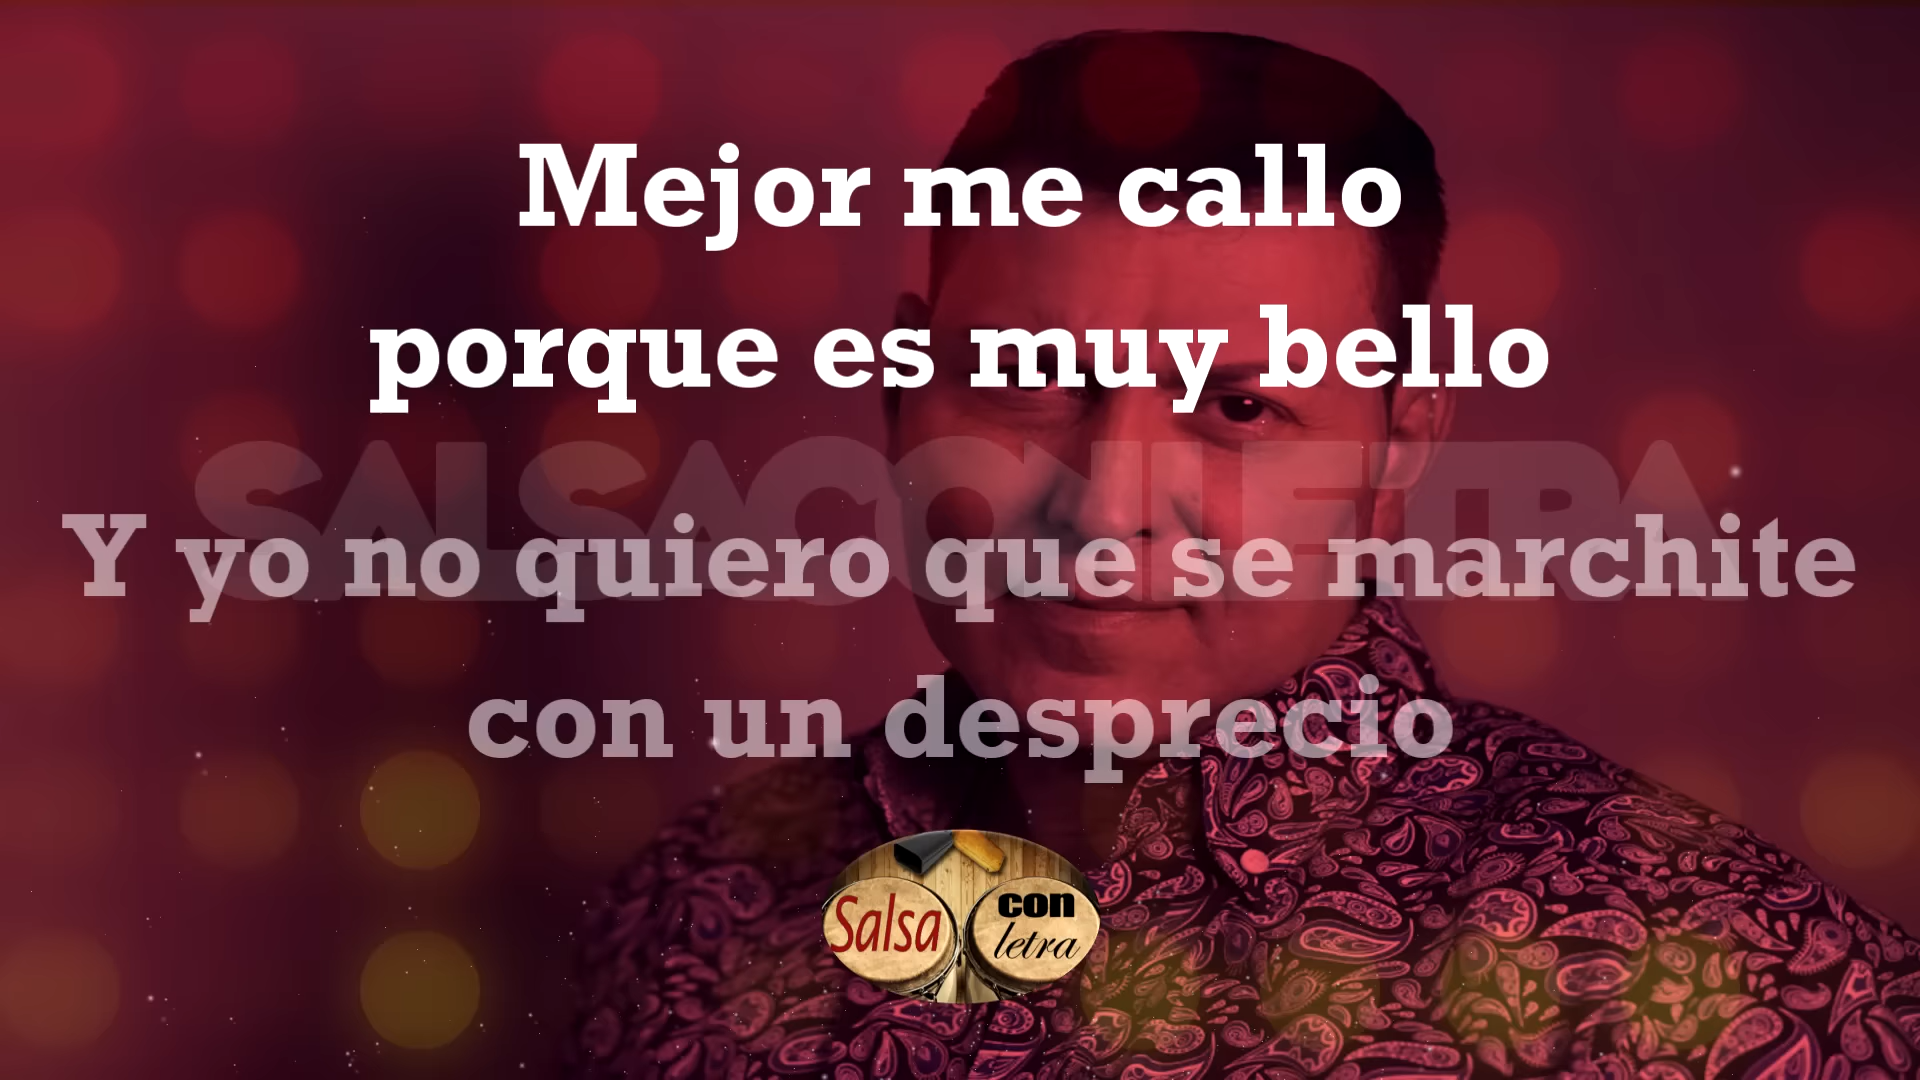 Mejor me callo
porque es muy bello
SALSACONLETRA
Y yo no quiero que se marchite
con un desprecio
Salsa con letra